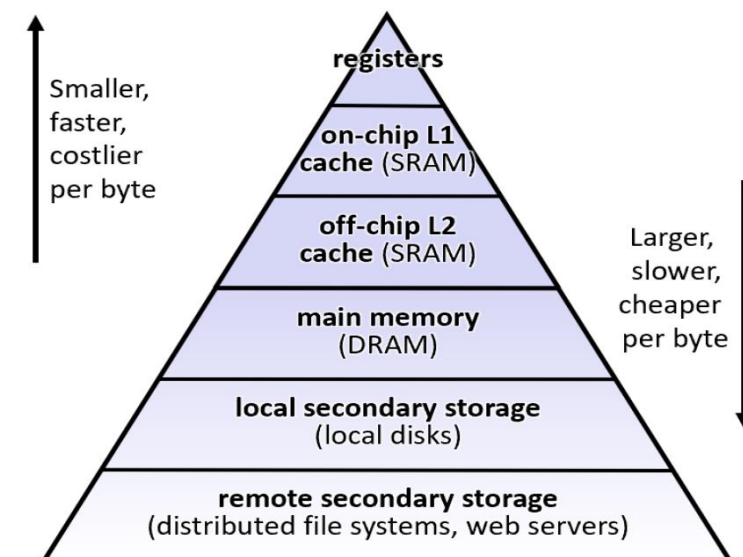 registers
Smaller,
faster,
costlier
per byte
on-chip L1
cache (SRAM)
off-chip L2
cache (SRAM)
Larger,
slower,
cheaper
per byte
main memory
(DRAM)
local secondary storage
(local disks)
remote secondary storage
(distributed file systems, web servers)